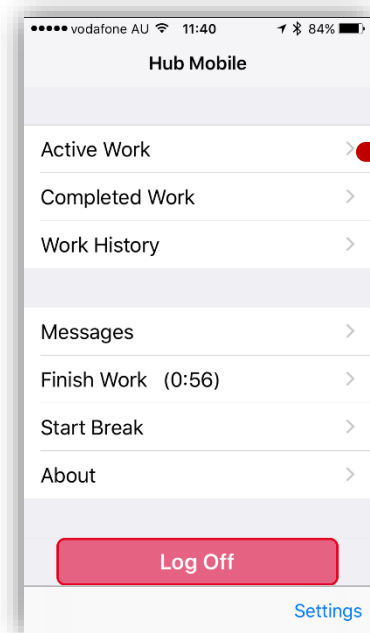 vodafone AU 11:40 84%
Hub Mobile
Active Work
Completed Work
Work History
Messages
Finish Work (0:56)
Start Break
About
Log Off
Settings